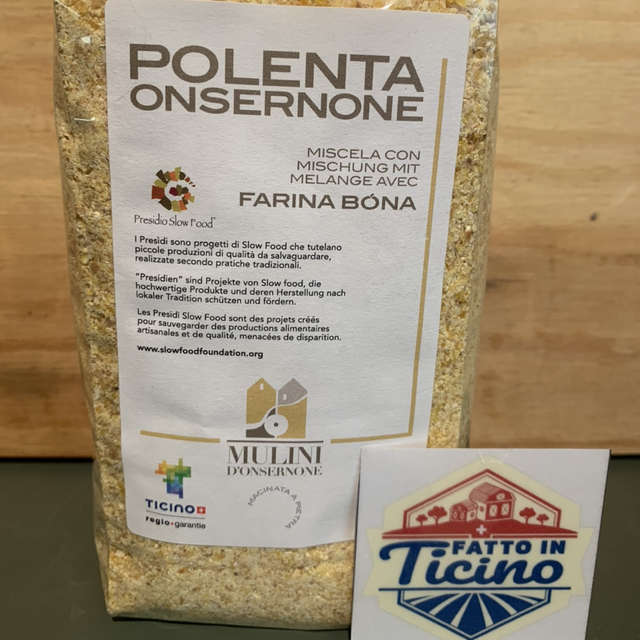 POLENTA
ONSERNONE
MISCELA CON
MISCHUNG MIT
MELANGE AVEC
FARINA BÓNA
Presidio Slow Food®
I Presìdi sono progetti di Slow Food che tutelano
piccole produzioni di qualità da salvaguardare,
realizzate secondo pratiche tradizionali.
"Presidien" sind Projekte von Slow food, die
hochwertige Produkte und deren Herstellung nach
lokaler Tradition schützen und fördern.
Les Presìdi Slow Food sont des projets créés
pour sauvegarder des productions alimentaires
artisanales et de qualité, menacées de disparition.
www.slowfoodfoundation.org
MULINI
D'ONSERNONE
MACINATA A PIETRA
TICINO
regio garantie
FATTO IN
Ticino